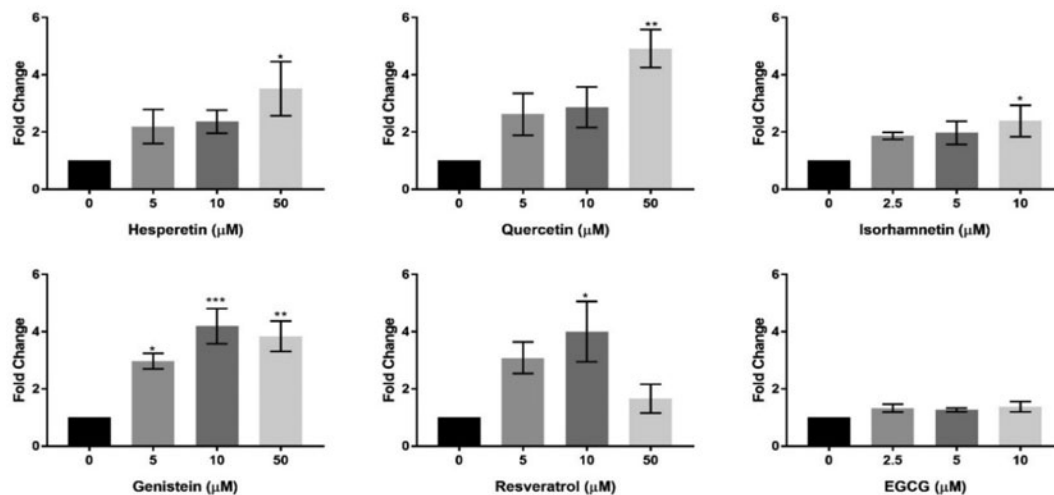 Fold Change
6
4
2
0
*
0 5 10 50
Hesperetin (μM)
Fold Change
6
4
2
0
**
0 5 10 50
Quercetin (μM)
Fold Change
6
4
2
0
*
0 2.5 5 10
Isorhamnetin (μM)
Fold Change
6
4
2
0
* *** **
0 5 10 50
Genistein (μM)
Fold Change
6
4
2
0
*
0 5 10 50
Resveratrol (μM)
Fold Change
6
4
2
0
0 2.5 5 10
EGCG (μM)